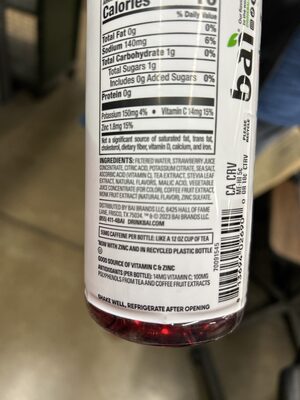 Calories
% Daily Value
Total Fat 0g 0%
Sodium 140mg 6%
Total Carbohydrate 1g 0%
Total Sugars 1g
Includes 0g Added Sugars 0%
Protein 0g
Potassium 150mg 4% • Vitamin C 14mg 15%
Zinc 1.8mg 15%
Not a significant source of saturated fat, trans fat,
cholesterol, dietary fiber, vitamin D, calcium, and iron.
INGREDIENTS: FILTERED WATER, STRAWBERRY JUICE
CONCENTRATE, CITRIC ACID, POTASSIUM CITRATE, SEA SALT,
ASCORBIC ACID (VITAMIN C), TEA EXTRACT, STEVIA LEAF
EXTRACT, NATURAL FLAVORS, MALIC ACID, VEGETABLE
JUICE CONCENTRATE (FOR COLOR), COFFEE FRUIT EXTRACT,
MONK FRUIT EXTRACT (NATURAL FLAVOR), ZINC SULFATE.
DISTRIBUTED BY BAI BRANDS LLC, 6425 HALL OF FAME
LANE, FRISCO, TX 75034. ™& © 2023 BAI BRANDS LLC.
(855)-411-4BAI DRINKBAI.COM
55MG CAFFEINE PER BOTTLE: LIKE A 12 OZ CUP OF TEA
NOW WITH ZINC AND IN RECYCLED PLASTIC BOTTLE
GOOD SOURCE OF VITAMIN C & ZINC
ANTIOXIDANTS (PER BOTTLE): 14MG VITAMIN C; 100MG
POLYPHENOLS FROM TEA AND COFFEE FRUIT EXTRACTS
SHAKE WELL, REFRIGERATE AFTER OPENING
CA CRV
PLEASE